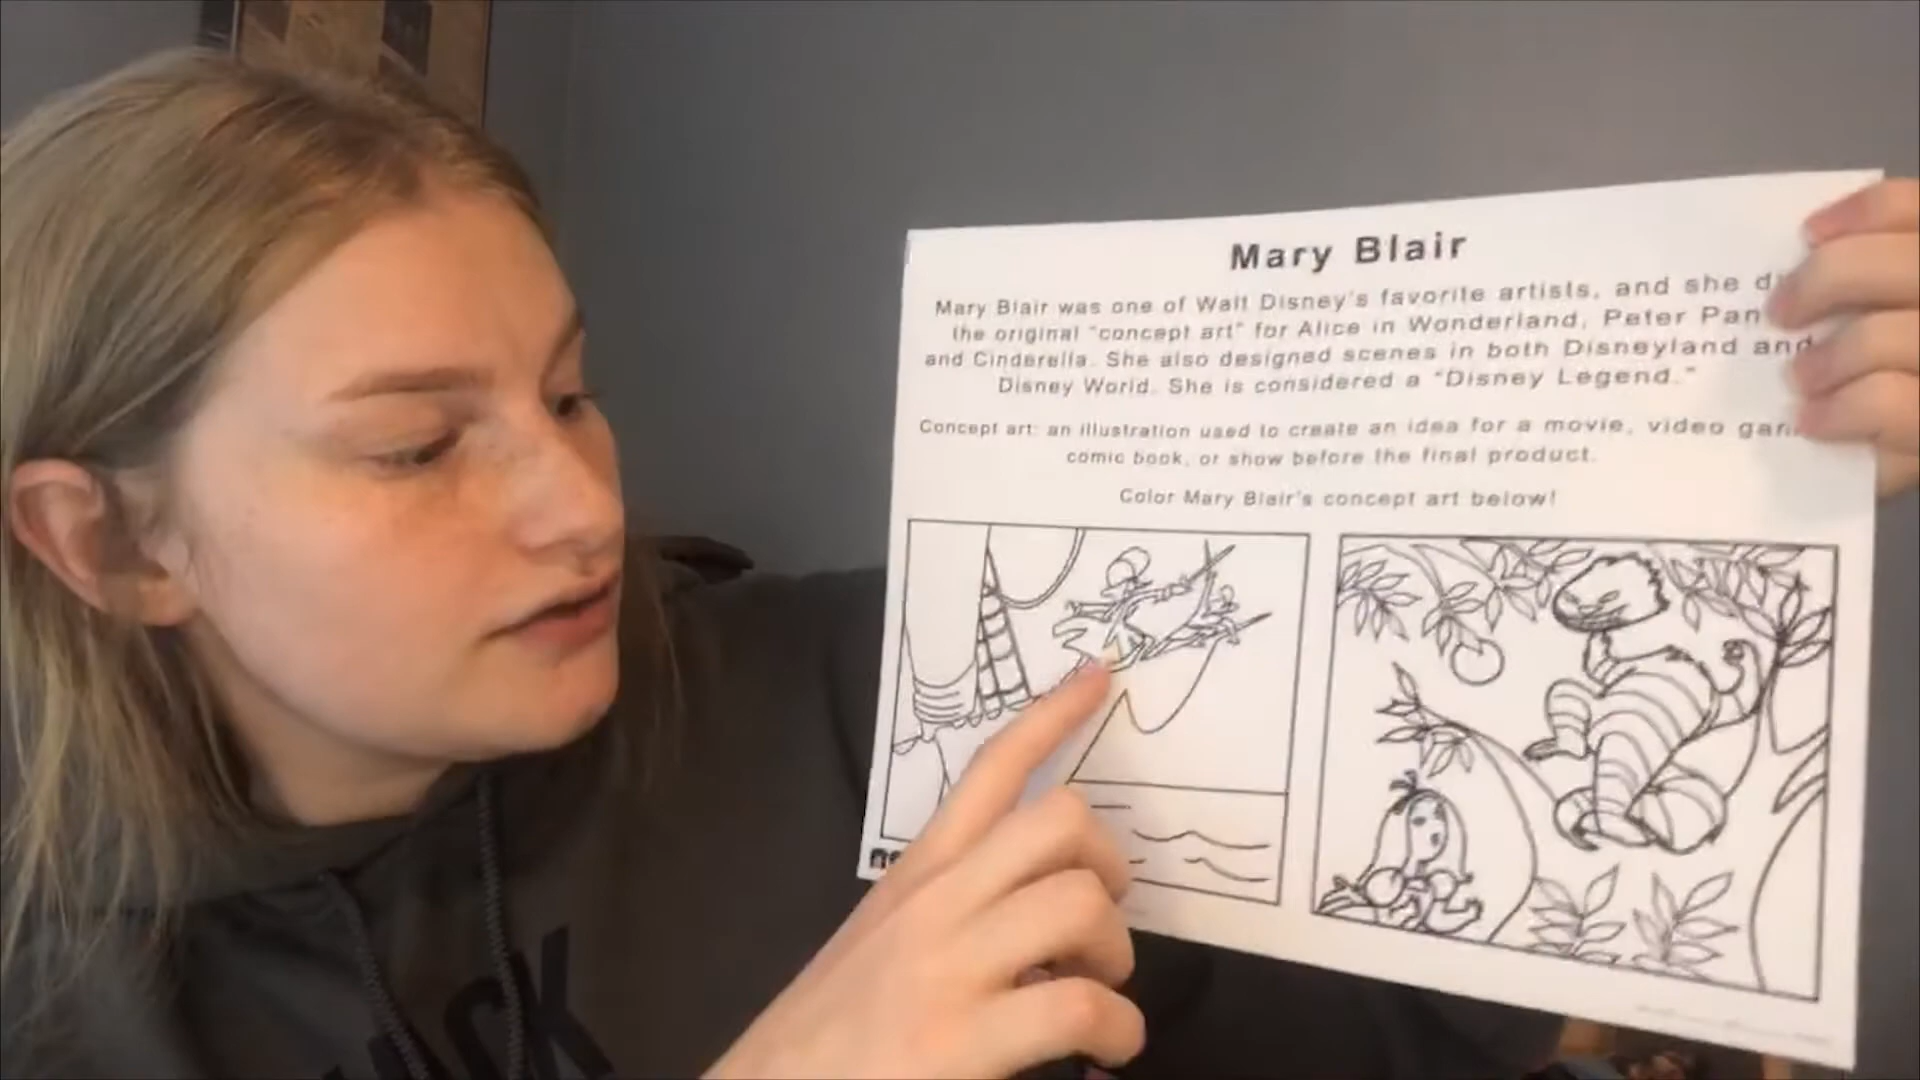 Mary Blair
Mary Blair was one of Walt Disney's favorite artists, and she
the original "concept art" for Alice in Wonderland, Peter Pan
and Cinderella. She also designed scenes in both Disneyland and
Disney World. She is considered a "Disney Legend."
Concept art: an illustration used to create an idea for a movie, video
comic book, or show before the final product.
Color Mary Blair's concept art below!